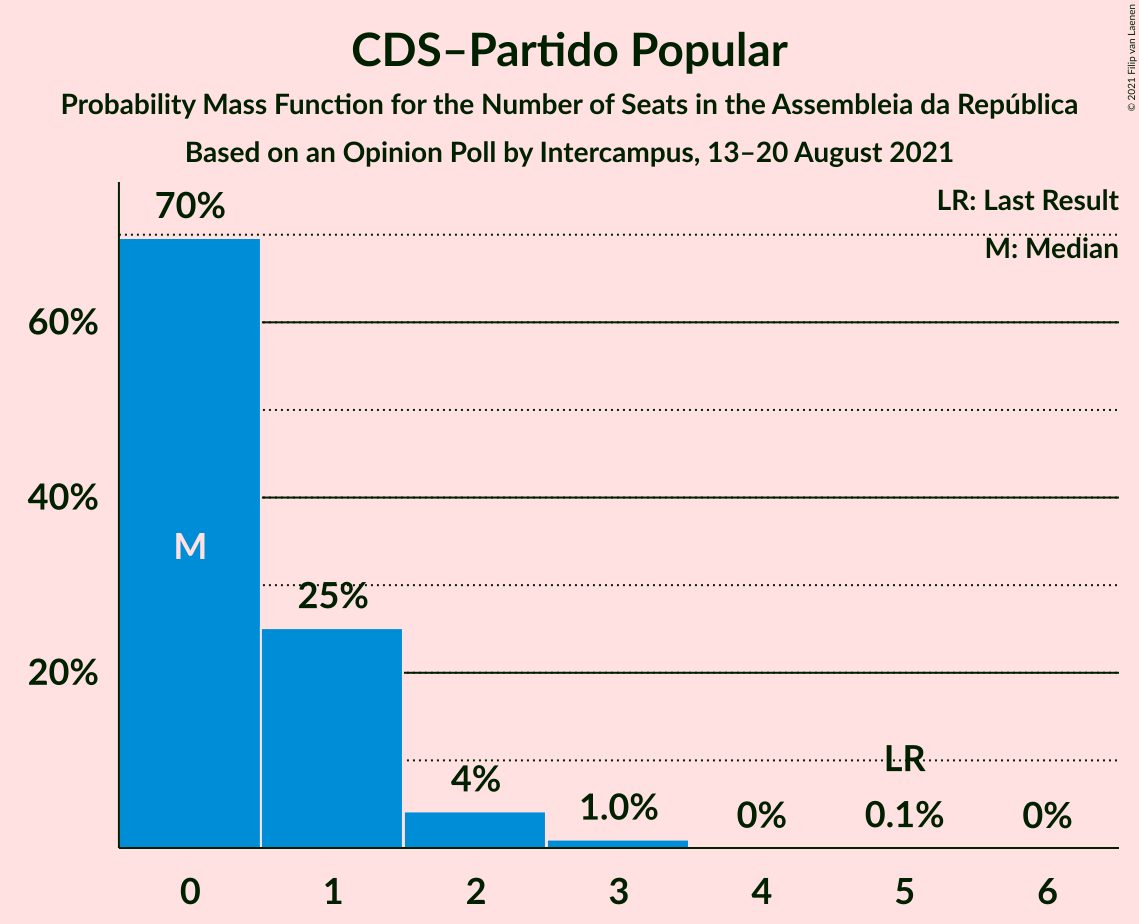 CDS–Partido Popular
Probability Mass Function for the Number of Seats in the Assembleia da República
Based on an Opinion Poll by Intercampus, 13–20 August 2021
© 2021 Filip van Laenen
LR: Last Result
M: Median
70%
60%
40%
20%
M
25%
4%
1.0%
0%
LR
0.1%
0%
0 1 2 3 4 5 6